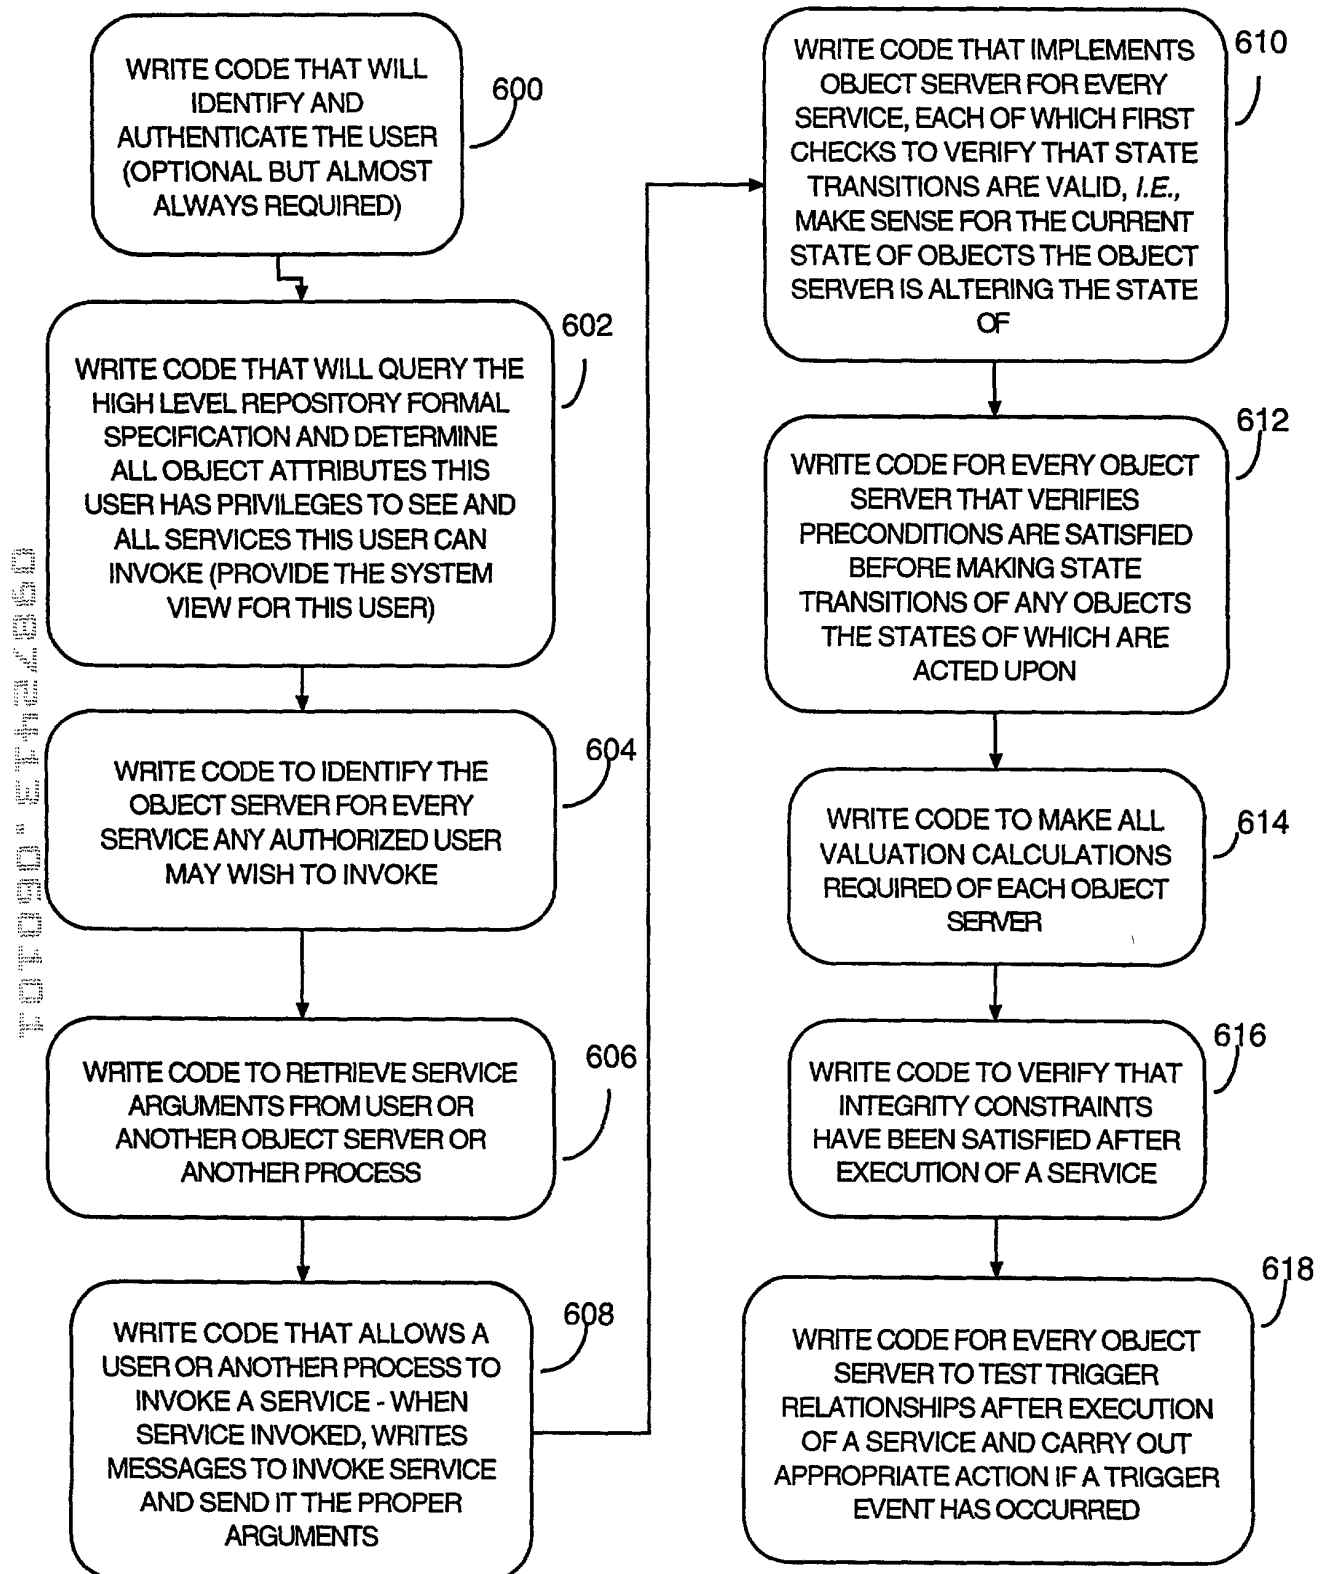 WRITE CODE THAT WILL
IDENTIFY AND
AUTHENTICATE THE USER
(OPTIONAL BUT ALMOST
ALWAYS REQUIRED)
600
WRITE CODE THAT WILL QUERY THE
HIGH LEVEL REPOSITORY FORMAL
SPECIFICATION AND DETERMINE
ALL OBJECT ATTRIBUTES THIS
USER HAS PRIVILEGES TO SEE AND
ALL SERVICES THIS USER CAN
INVOKE (PROVIDE THE SYSTEM
VIEW FOR THIS USER)
602
WRITE CODE TO IDENTIFY THE
OBJECT SERVER FOR EVERY
SERVICE ANY AUTHORIZED USER
MAY WISH TO INVOKE
604
WRITE CODE TO RETRIEVE SERVICE
ARGUMENTS FROM USER OR
ANOTHER OBJECT SERVER OR
ANOTHER PROCESS
606
WRITE CODE THAT ALLOWS A
USER OR ANOTHER PROCESS TO
INVOKE A SERVICE - WHEN
SERVICE INVOKED, WRITES
MESSAGES TO INVOKE SERVICE
AND SEND IT THE PROPER
ARGUMENTS
608
WRITE CODE THAT IMPLEMENTS
OBJECT SERVER FOR EVERY
SERVICE, EACH OF WHICH FIRST
CHECKS TO VERIFY THAT STATE
TRANSITIONS ARE VALID, I.E.,
MAKE SENSE FOR THE CURRENT
STATE OF OBJECTS THE OBJECT
SERVER IS ALTERING THE STATE
OF
610
WRITE CODE FOR EVERY OBJECT
SERVER THAT VERIFIES
PRECONDITIONS ARE SATISFIED
BEFORE MAKING STATE
TRANSITIONS OF ANY OBJECTS
THE STATES OF WHICH ARE
ACTED UPON
612
WRITE CODE TO MAKE ALL
VALUATION CALCULATIONS
REQUIRED OF EACH OBJECT
SERVER
614
WRITE CODE TO VERIFY THAT
INTEGRITY CONSTRAINTS
HAVE BEEN SATISFIED AFTER
EXECUTION OF A SERVICE
616
WRITE CODE FOR EVERY OBJECT
SERVER TO TEST TRIGGER
RELATIONSHIPS AFTER EXECUTION
OF A SERVICE AND CARRY OUT
APPROPRIATE ACTION IF A TRIGGER
EVENT HAS OCCURRED
618